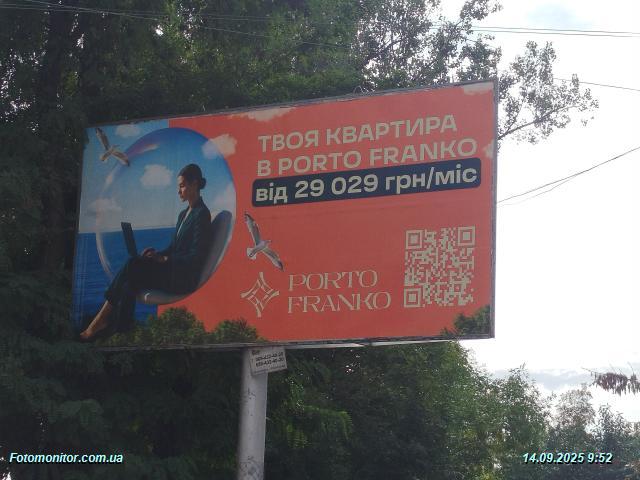 ТВОЯ КВАРТИРА
В PORTO FRANKO
від 29 029 грн/міс
PORTO
FRANKO
Fotomonitor.com.ua
14.09.2025 9:52